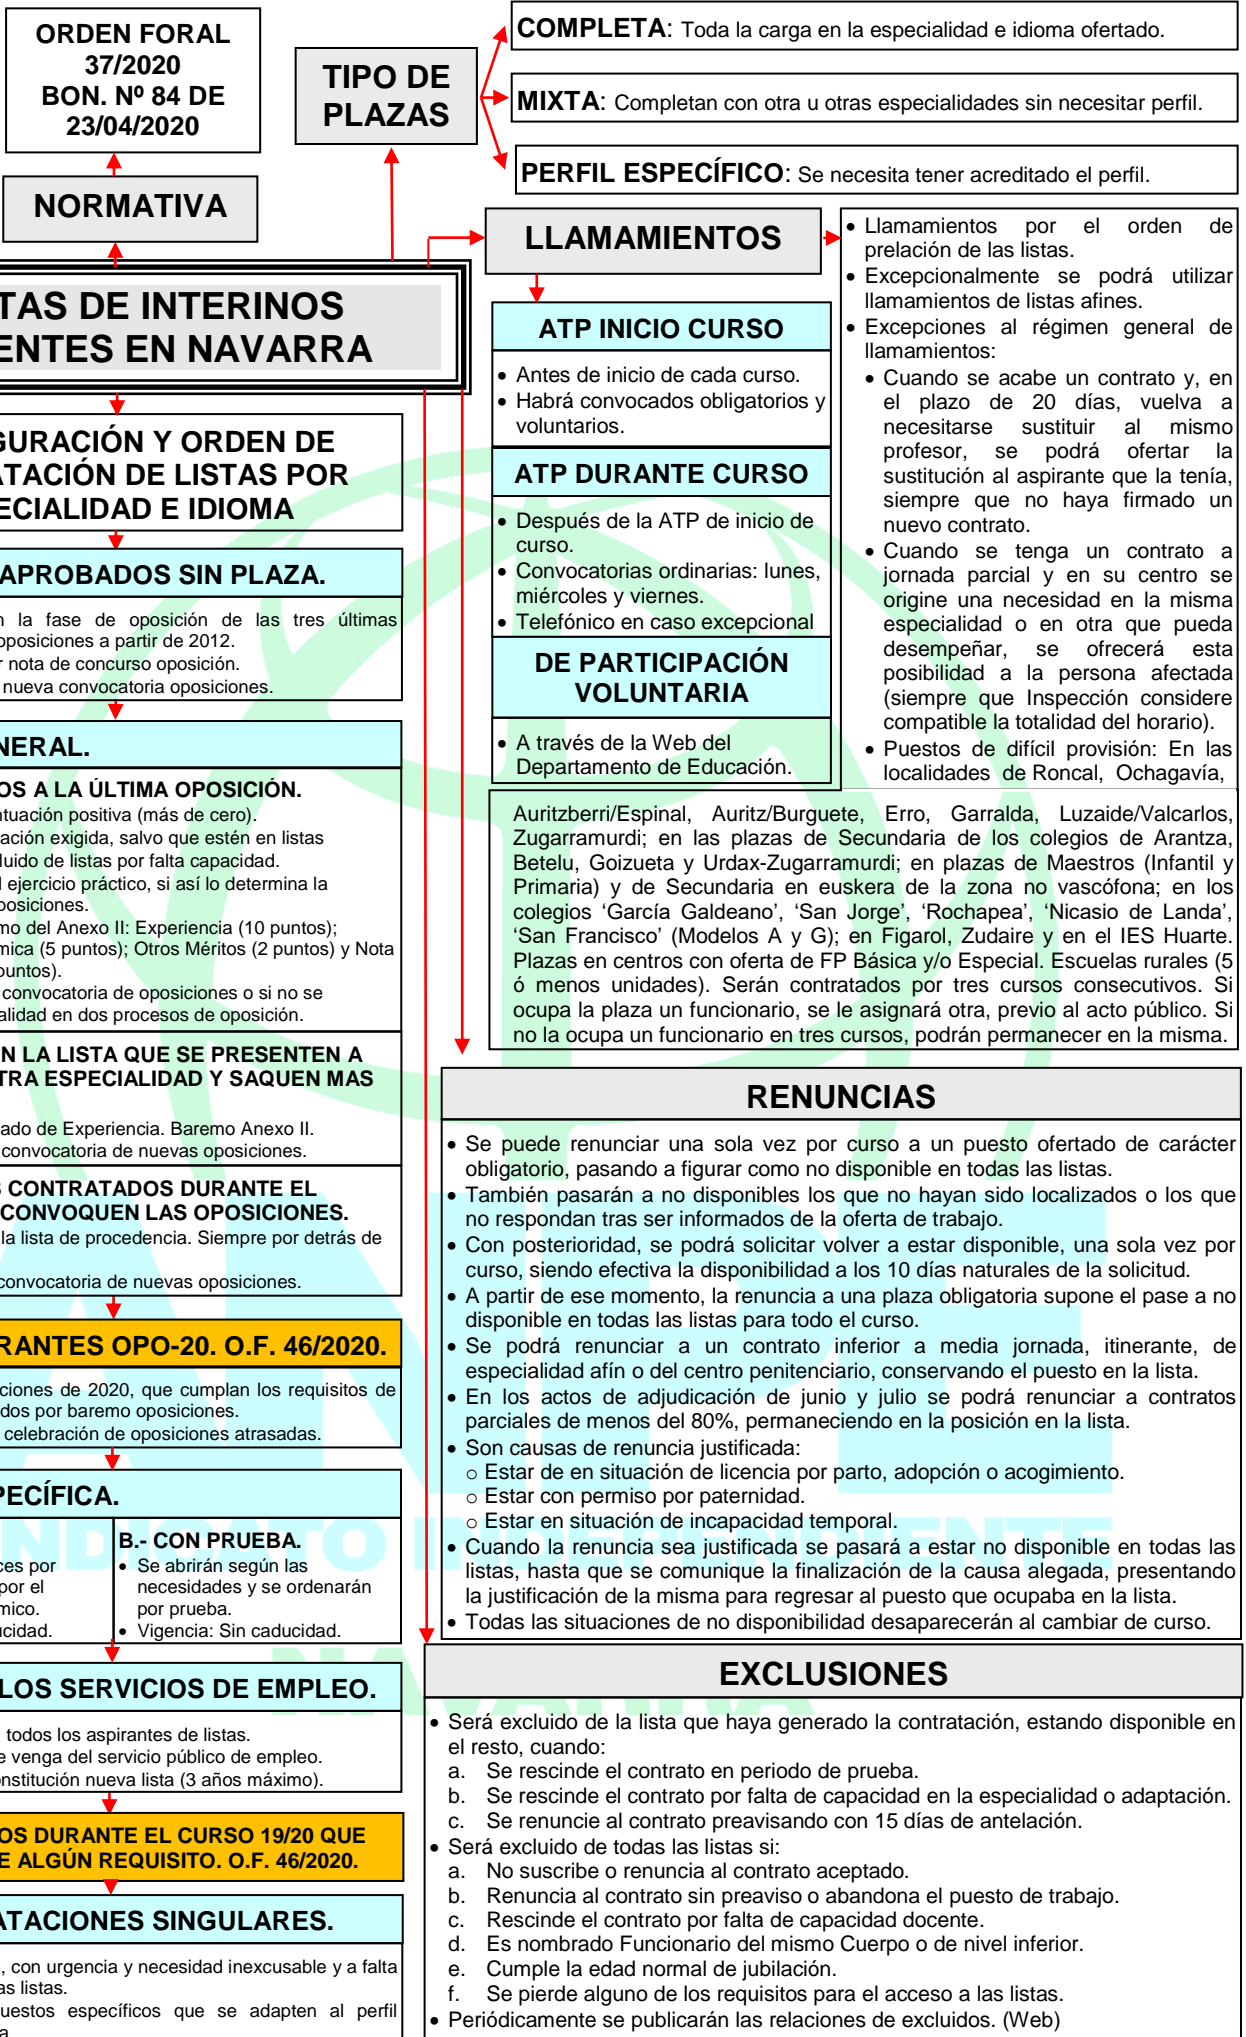 ORDEN FORAL
37/2020
BON. Nº 84 DE
23/04/2020
NORMATIVA
TIPO DE
PLAZAS
COMPLETA: Toda la carga en la especialidad e idioma ofertado.
MIXTA: Completan con otra u otras especialidades sin necesitar perfil.
PERFIL ESPECÍFICO: Se necesita tener acreditado el perfil.
TAS DE INTERINOS
ENTES EN NAVARRA
GURACIÓN Y ORDEN DE
ATACIÓN DE LISTAS POR
ECIALIDAD E IDIOMA
APROBADOS SIN PLAZA.
n la fase de oposición de las tres últimas
oposiciones a partir de 2012.
r nota de concurso oposición.
nueva convocatoria oposiciones.
NERAL.
OS A LA ÚLTIMA OPOSICIÓN.
ntuación positiva (más de cero).
ación exigida, salvo que estén en listas
luido de listas por falta capacidad.
l ejercicio práctico, si así lo determina la
posiciones.
mo del Anexo II: Experiencia (10 puntos);
mica (5 puntos); Otros Méritos (2 puntos) y Nota
puntos).
convocatoria de oposiciones o si no se
alidad en dos procesos de oposición.
N LA LISTA QUE SE PRESENTEN A
TRA ESPECIALIDAD Y SAQUEN MAS
ado de Experiencia. Baremo Anexo II.
convocatoria de nuevas oposiciones.
S CONTRATADOS DURANTE EL
CONVOQUEN LAS OPOSICIONES.
la lista de procedencia. Siempre por detrás de
convocatoria de nuevas oposiciones.
RANTES OPO-20. O.F. 46/2020.
ciones de 2020, que cumplan los requisitos de
dos por baremo oposiciones.
celebración de oposiciones atrasadas.
PECÍFICA.
ces por
por el
mico.
ucidad.
B.- CON PRUEBA.
• Se abrirán según las
necesidades y se ordenarán
por prueba.
• Vigencia: Sin caducidad.
LOS SERVICIOS DE EMPLEO.
todos los aspirantes de listas.
e venga del servicio público de empleo.
onstitución nueva lista (3 años máximo).
OS DURANTE EL CURSO 19/20 QUE
E ALGÚN REQUISITO. O.F. 46/2020.
ATACIONES SINGULARES.
, con urgencia y necesidad inexcusable y a falta
as listas.
uestos específicos que se adapten al perfil
a.
LLAMAMIENTOS
ATP INICIO CURSO
• Antes de inicio de cada curso.
• Habrá convocados obligatorios y
voluntarios.
ATP DURANTE CURSO
• Después de la ATP de inicio de
curso.
• Convocatorias ordinarias: lunes,
miércoles y viernes.
• Telefónico en caso excepcional
DE PARTICIPACIÓN
VOLUNTARIA
• A través de la Web del
Departamento de Educación.
• Llamamientos por el orden de
prelación de las listas.
• Excepcionalmente se podrá utilizar
llamamientos de listas afines.
• Excepciones al régimen general de
llamamientos:
• Cuando se acabe un contrato y, en
el plazo de 20 días, vuelva a
necesitarse sustituir al mismo
profesor, se podrá ofertar la
sustitución al aspirante que la tenía,
siempre que no haya firmado un
nuevo contrato.
• Cuando se tenga un contrato a
jornada parcial y en su centro se
origine una necesidad en la misma
especialidad o en otra que pueda
desempeñar, se ofrecerá esta
posibilidad a la persona afectada
(siempre que Inspección considere
compatible la totalidad del horario).
• Puestos de difícil provisión: En las
localidades de Roncal, Ochagavía,
Auritzberri/Espinal, Auritz/Burguete, Erro, Garralda, Luzaide/Valcarlos,
Zugarramurdi; en las plazas de Secundaria de los colegios de Arantza,
Betelu, Goizueta y Urdax-Zugarramurdi; en plazas de Maestros (Infantil y
Primaria) y de Secundaria en euskera de la zona no vascófona; en los
colegios ‘García Galdeano’, ‘San Jorge’, ‘Rochapea’, ‘Nicasio de Landa’,
‘San Francisco’ (Modelos A y G); en Figarol, Zudaire y en el IES Huarte.
Plazas en centros con oferta de FP Básica y/o Especial. Escuelas rurales (5
ó menos unidades). Serán contratados por tres cursos consecutivos. Si
ocupa la plaza un funcionario, se le asignará otra, previo al acto público. Si
no la ocupa un funcionario en tres cursos, podrán permanecer en la misma.
RENUNCIAS
• Se puede renunciar una sola vez por curso a un puesto ofertado de carácter
obligatorio, pasando a figurar como no disponible en todas las listas.
• También pasarán a no disponibles los que no hayan sido localizados o los que
no respondan tras ser informados de la oferta de trabajo.
• Con posterioridad, se podrá solicitar volver a estar disponible, una sola vez por
curso, siendo efectiva la disponibilidad a los 10 días naturales de la solicitud.
• A partir de ese momento, la renuncia a una plaza obligatoria supone el pase a no
disponible en todas las listas para todo el curso.
• Se podrá renunciar a un contrato inferior a media jornada, itinerante, de
especialidad afín o del centro penitenciario, conservando el puesto en la lista.
• En los actos de adjudicación de junio y julio se podrá renunciar a contratos
parciales de menos del 80%, permaneciendo en la posición en la lista.
• Son causas de renuncia justificada:
o Estar de en situación de licencia por parto, adopción o acogimiento.
o Estar con permiso por paternidad.
o Estar en situación de incapacidad temporal.
• Cuando la renuncia sea justificada se pasará a estar no disponible en todas las
listas, hasta que se comunique la finalización de la causa alegada, presentando
la justificación de la misma para regresar al puesto que ocupaba en la lista.
• Todas las situaciones de no disponibilidad desaparecerán al cambiar de curso.
EXCLUSIONES
• Será excluido de la lista que haya generado la contratación, estando disponible en
el resto, cuando:
a. Se rescinde el contrato en periodo de prueba.
b. Se rescinde el contrato por falta de capacidad en la especialidad o adaptación.
c. Se renuncie al contrato preavisando con 15 días de antelación.
• Será excluido de todas las listas si:
a. No suscribe o renuncia al contrato aceptado.
b. Renuncia al contrato sin preaviso o abandona el puesto de trabajo.
c. Rescinde el contrato por falta de capacidad docente.
d. Es nombrado Funcionario del mismo Cuerpo o de nivel inferior.
e. Cumple la edad normal de jubilación.
f. Se pierde alguno de los requisitos para el acceso a las listas.
• Periódicamente se publicarán las relaciones de excluidos. (Web)